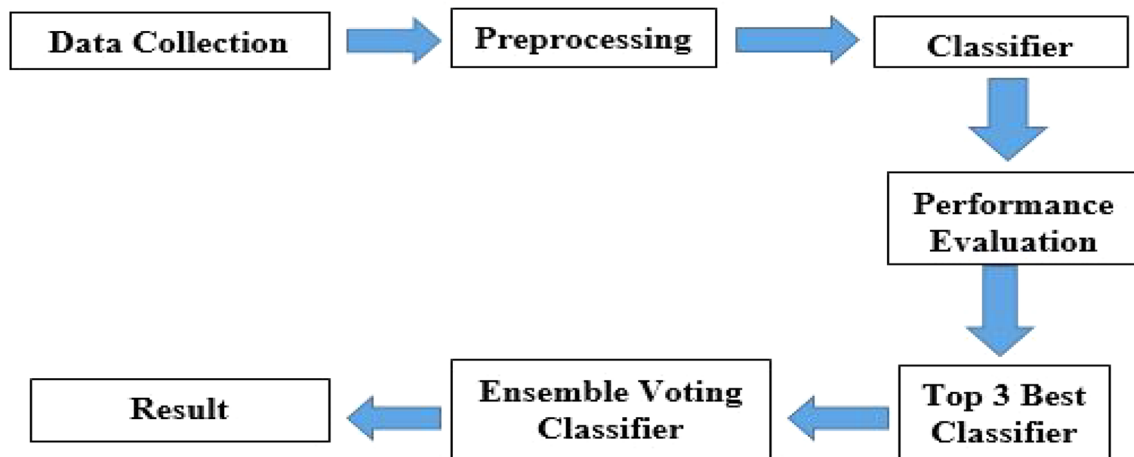 Data Collection
Preprocessing
Classifier
Performance
Evaluation
Top 3 Best
Classifier
Ensemble Voting
Classifier
Result